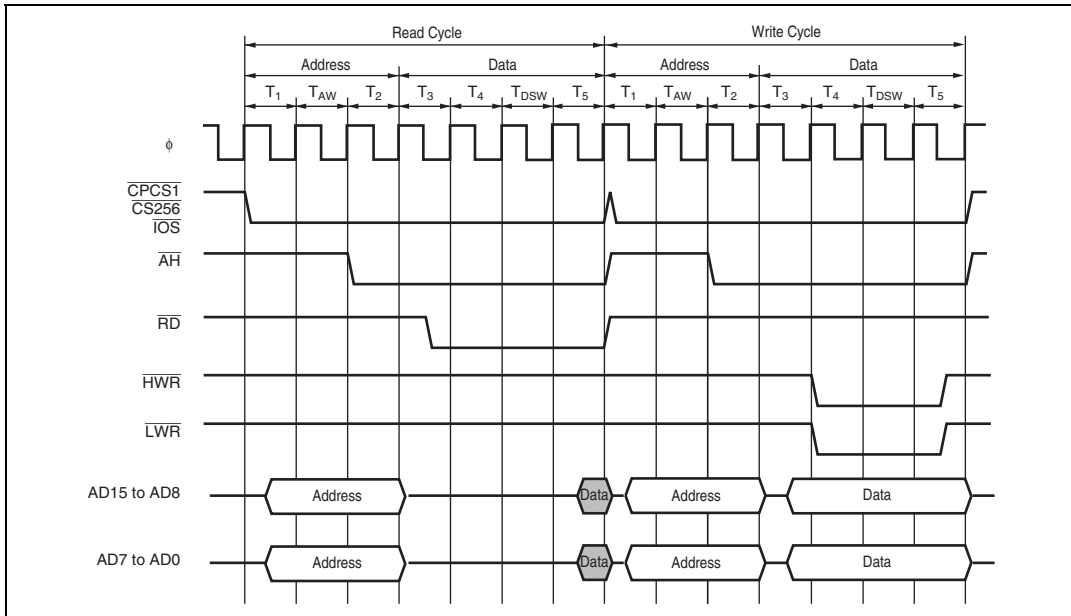 Read Cycle Write Cycle
Address Data Address Data
T1 TAW T2 T3 T4 TDSW T5 T1 TAW T2 T3 T4 TDSW T5
φ
CPCS1
CS256
IOS
AH
RD
HWR
LWR
AD15 to AD8 Address Data Address Data
AD7 to AD0 Address Data Address Data